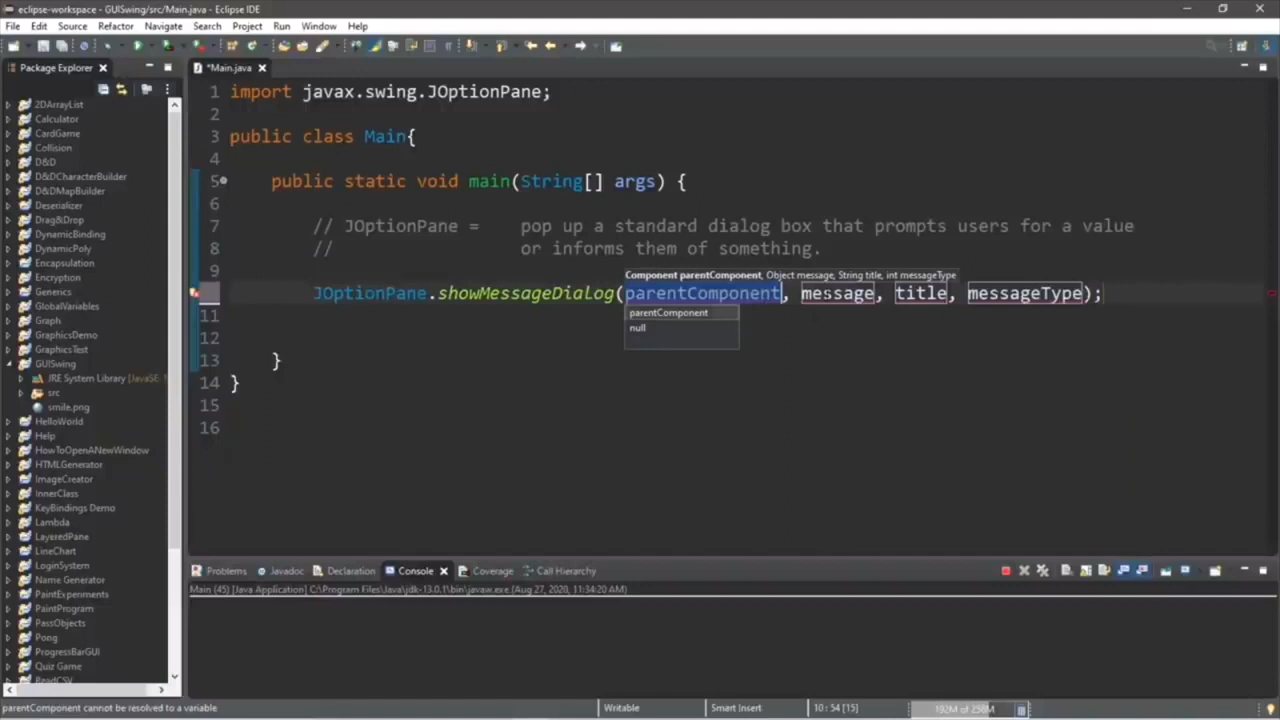 eclipse-workspace - GUISwing/src/Main.java - Eclipse IDE
File Edit Source Refactor Navigate Search Project Run Window Help
Package Explorer
*Main.java
2DArrayList
Calculator
CardGame
Collision
D&D
D&DCharacterBuilder
D&DMapBuilder
Deserializer
Drag&Drop
DynamicBinding
DynamicPoly
Encapsulation
Encryption
Generics
GlobalVariables
Graph
GraphicsDemo
GraphicsTest
GUISwing
JRE System Library [JavaSE
src
smile.png
HelloWorld
Help
HowToOpenANewWindow
HTMLGenerator
ImageCreator
InnerClass
KeyBindings Demo
Lambda
LayeredPane
LineChart
LoginSystem
Name Generator
PaintExperiments
PaintProgram
PassObjects
Pong
ProgressBarGUI
Quiz Game
ReadCSV
1 import javax.swing.JOptionPane;
2
3 public class Main{
4
5 public static void main(String[] args) {
6
7 // JOptionPane = pop up a standard dialog box that prompts users for a value
8 // or informs them of something.
9
Component parentComponent, Object message, String title, int messageType
JOptionPane.showMessageDialog(parentComponent, message, title, messageType);
parentComponent
null
11
12
13 }
14 }
15
16
Problems Javadoc Declaration Console Coverage Call Hierarchy
Main (45) [Java Application] C:\Program Files\Java\jdk-13.0.1\bin\javaw.exe (Aug 27, 2020, 11:34:20 AM)
parentComponent cannot be resolved to a variable
Writable
Smart Insert
10 : 54 [15]
192M of 256M